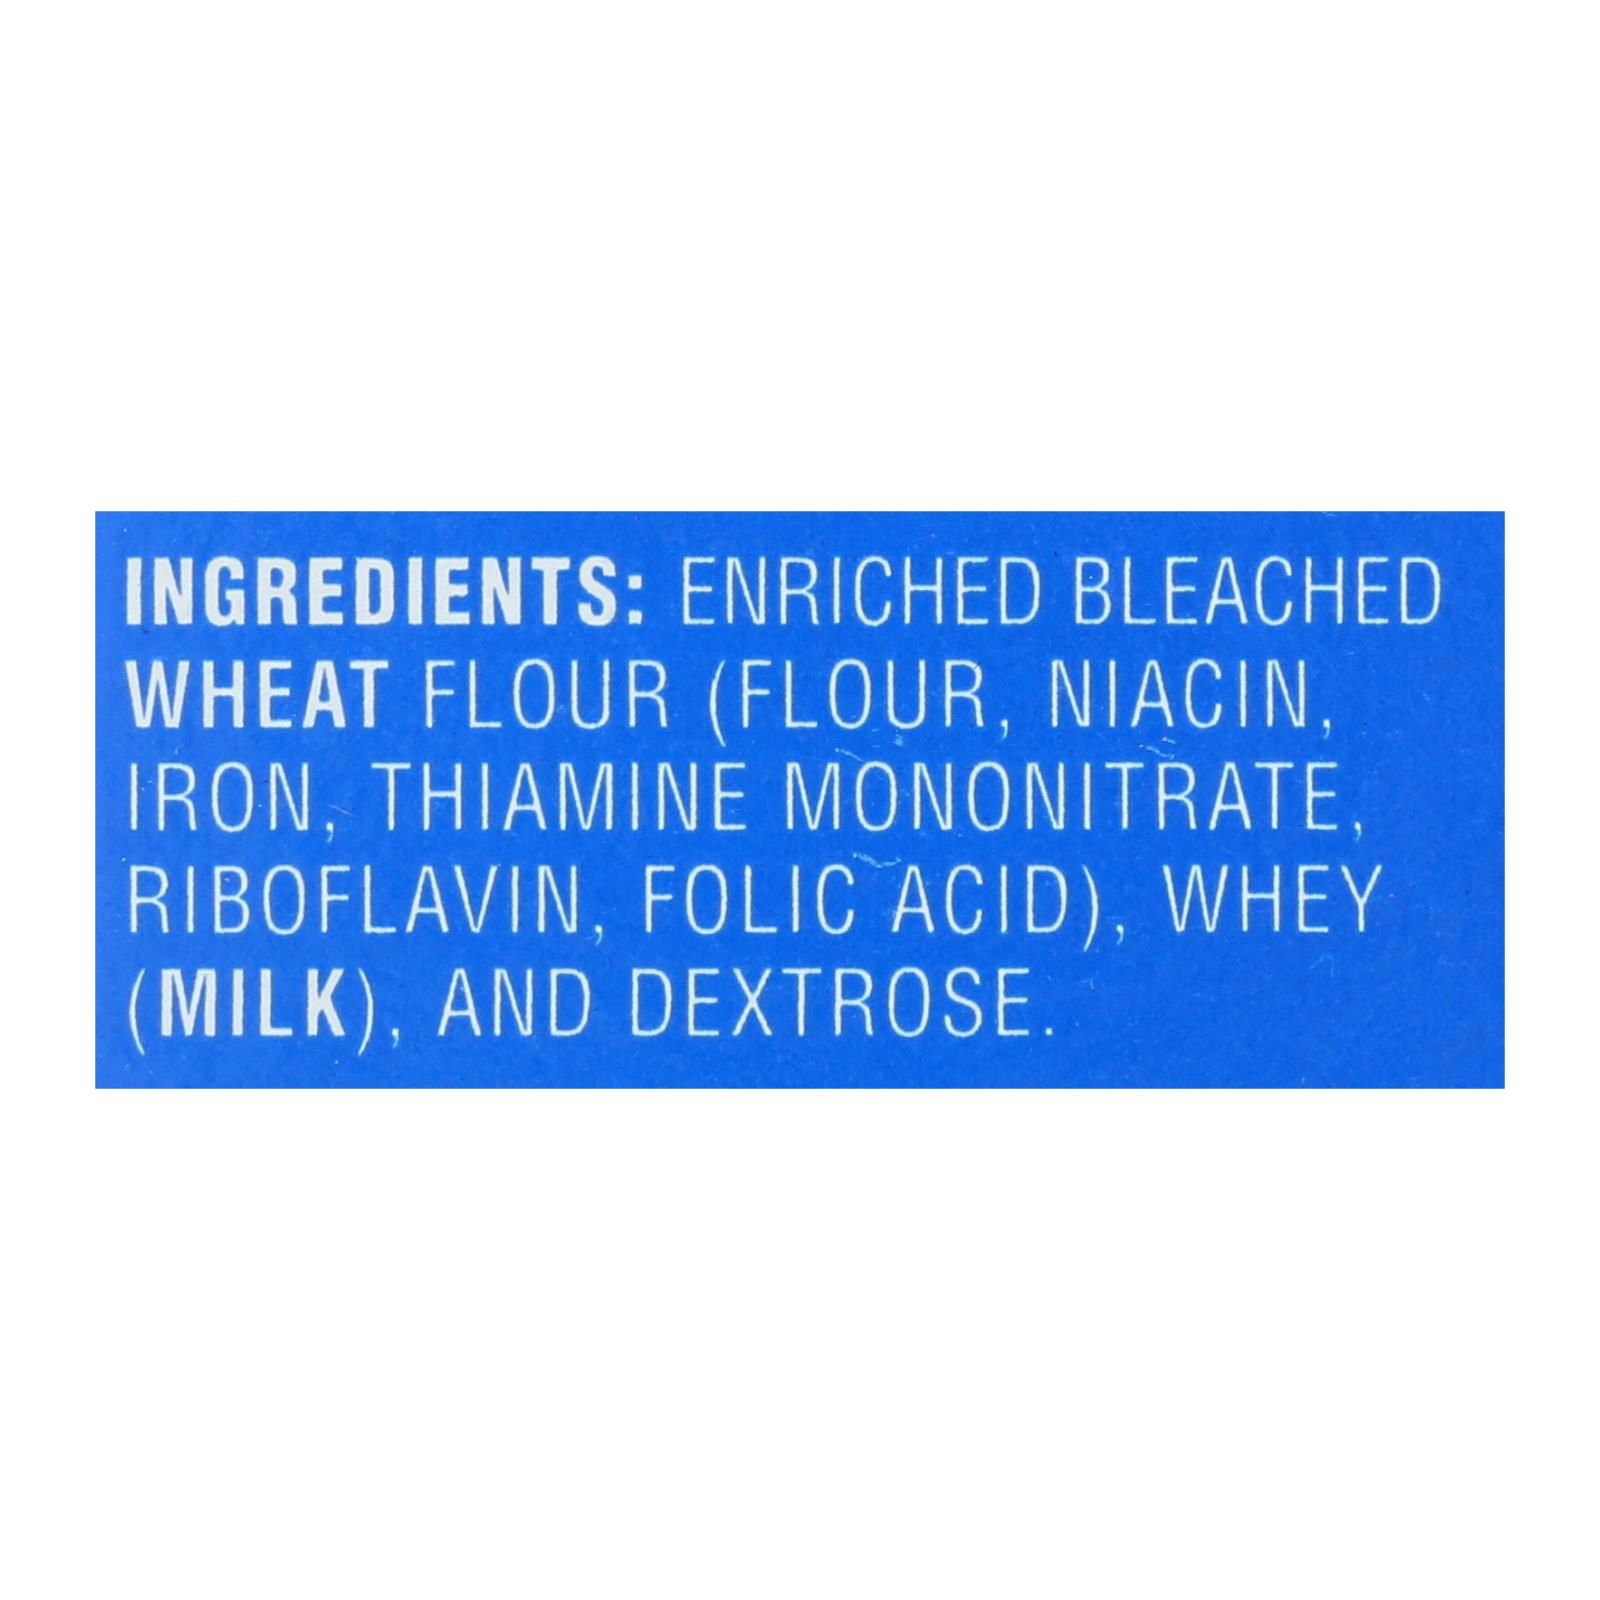 INGREDIENTS: ENRICHED BLEACHED
WHEAT FLOUR (FLOUR, NIACIN,
IRON, THIAMINE MONONITRATE,
RIBOFLAVIN, FOLIC ACID), WHEY
(MILK), AND DEXTROSE.